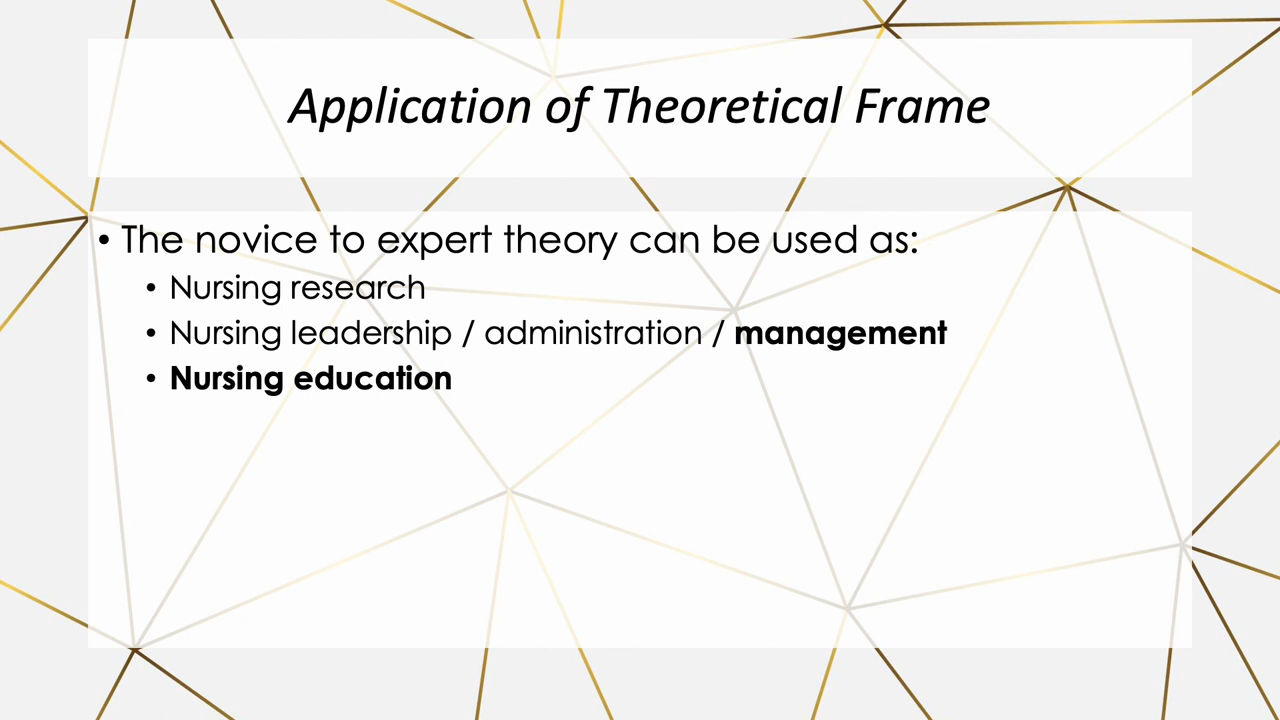 Application of Theoretical Frame
• The novice to expert theory can be used as:
• Nursing research
• Nursing leadership / administration / management
• Nursing education